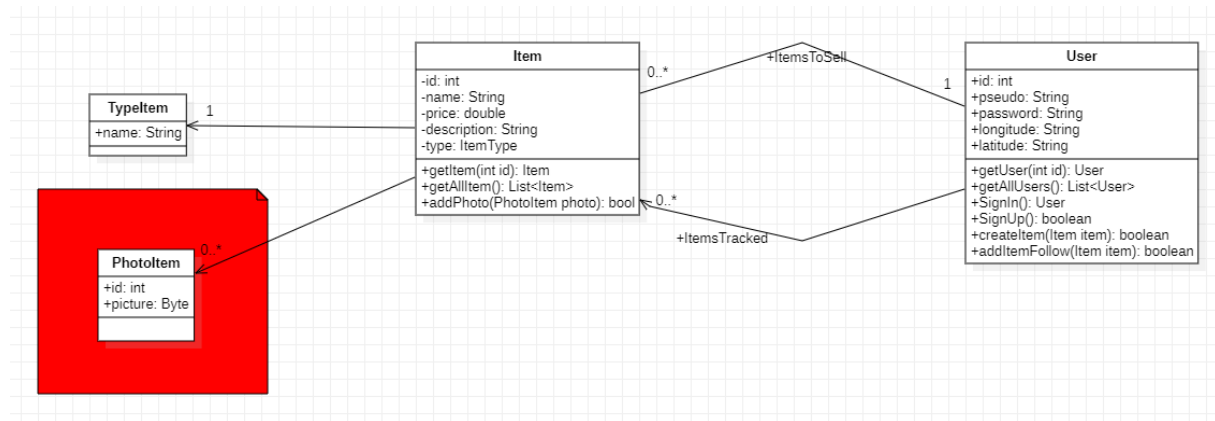 TypeItem
+name: String
1
PhotoItem
+id: int
+picture: Byte
0..*
Item
-id: int
-name: String
-price: double
-description: String
-type: ItemType
+getItem(int id): Item
+getAllItem(): List<Item>
+addPhoto(PhotoItem photo): bool
0..*
+ItemsToSell
1
0..*
+ItemsTracked
User
+id: int
+pseudo: String
+password: String
+longitude: String
+latitude: String
+getUser(int id): User
+getAllUsers(): List<User>
+SignIn(): User
+SignUp(): boolean
+createItem(Item item): boolean
+addItemFollow(Item item): boolean